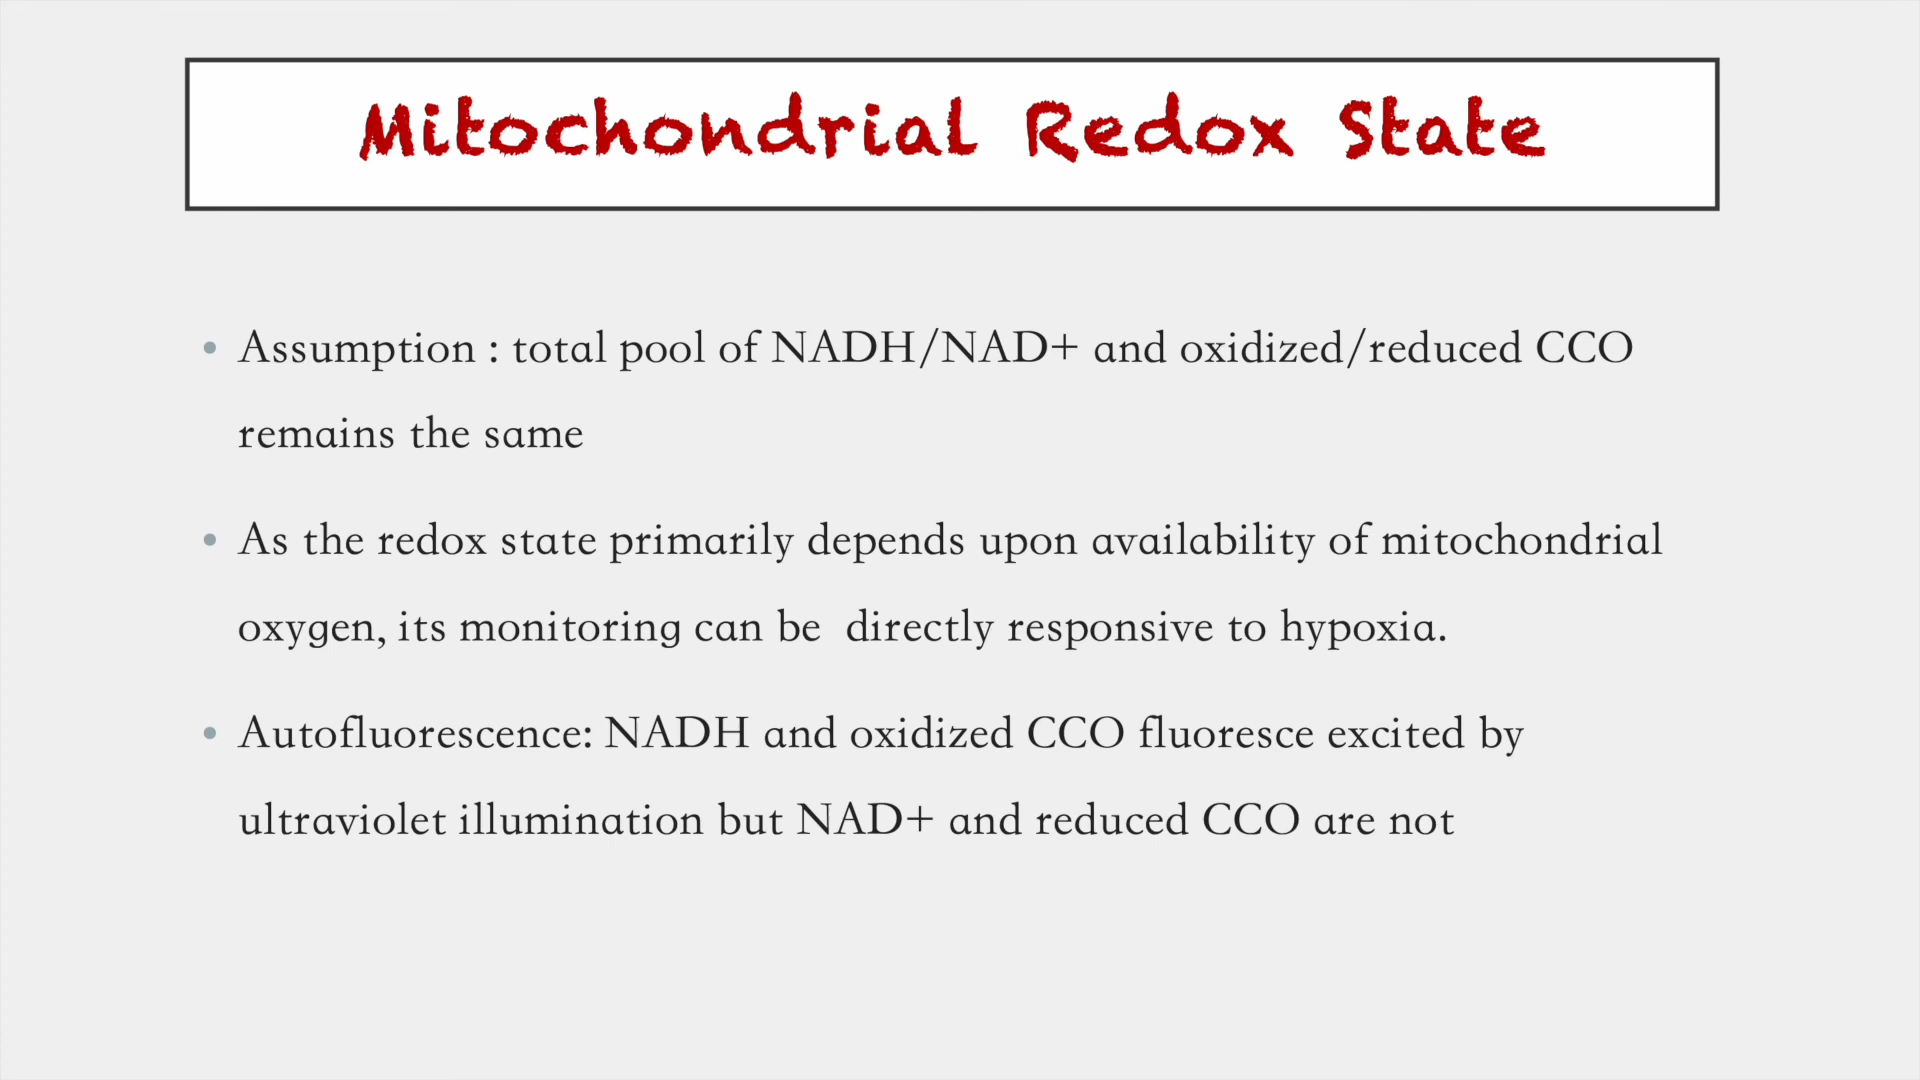 Mitochondrial Redox State
• Assumption : total pool of NADH/NAD+ and oxidized/reduced CCO
remains the same
• As the redox state primarily depends upon availability of mitochondrial
oxygen, its monitoring can be  directly responsive to hypoxia.
• Autofluorescence: NADH and oxidized CCO fluoresce excited by
ultraviolet illumination but NAD+ and reduced CCO are not